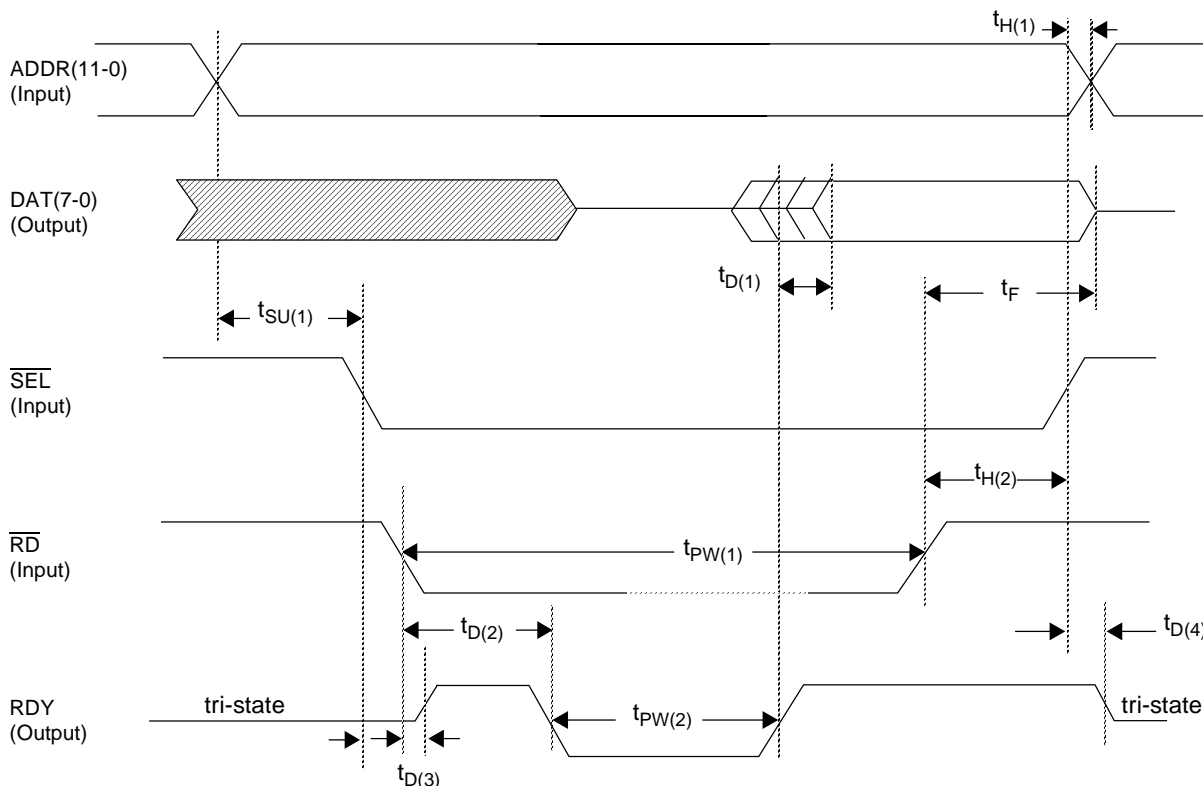 tH(1)
ADDR(11-0)
(Input)
DAT(7-0)
(Output)
tD(1)
tF
tSU(1)
SEL
(Input)
tH(2)
RD
(Input)
tPW(1)
tD(2)
tD(4)
RDY
(Output)
tri-state
tPW(2)
tri-state
tD(3)